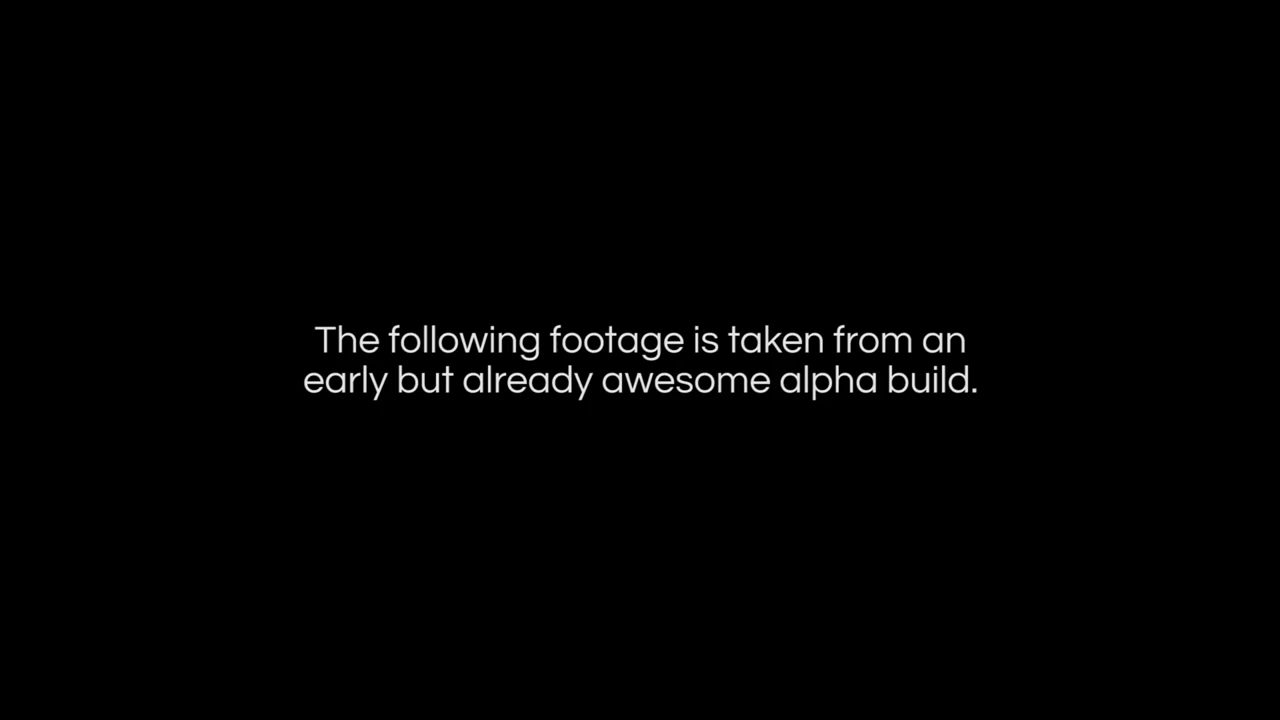 The following footage is taken from an
early but already awesome alpha build.